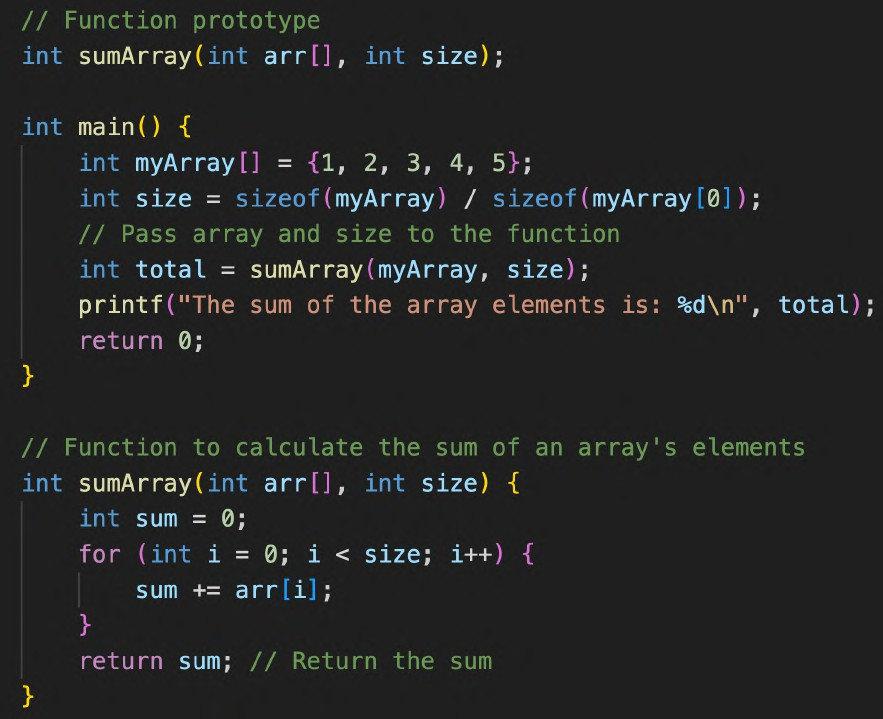 // Function prototype
int sumArray(int arr[], int size);
int main() {
int myArray[] = {1, 2, 3, 4, 5};
int size = sizeof(myArray) / sizeof(myArray[0]);
// Pass array and size to the function
int total = sumArray(myArray, size);
printf("The sum of the array elements is: %d\n", total);
return 0;
}
// Function to calculate the sum of an array's elements
int sumArray(int arr[], int size) {
int sum = 0;
for (int i = 0; i < size; i++) {
sum += arr[i];
}
return sum; // Return the sum
}